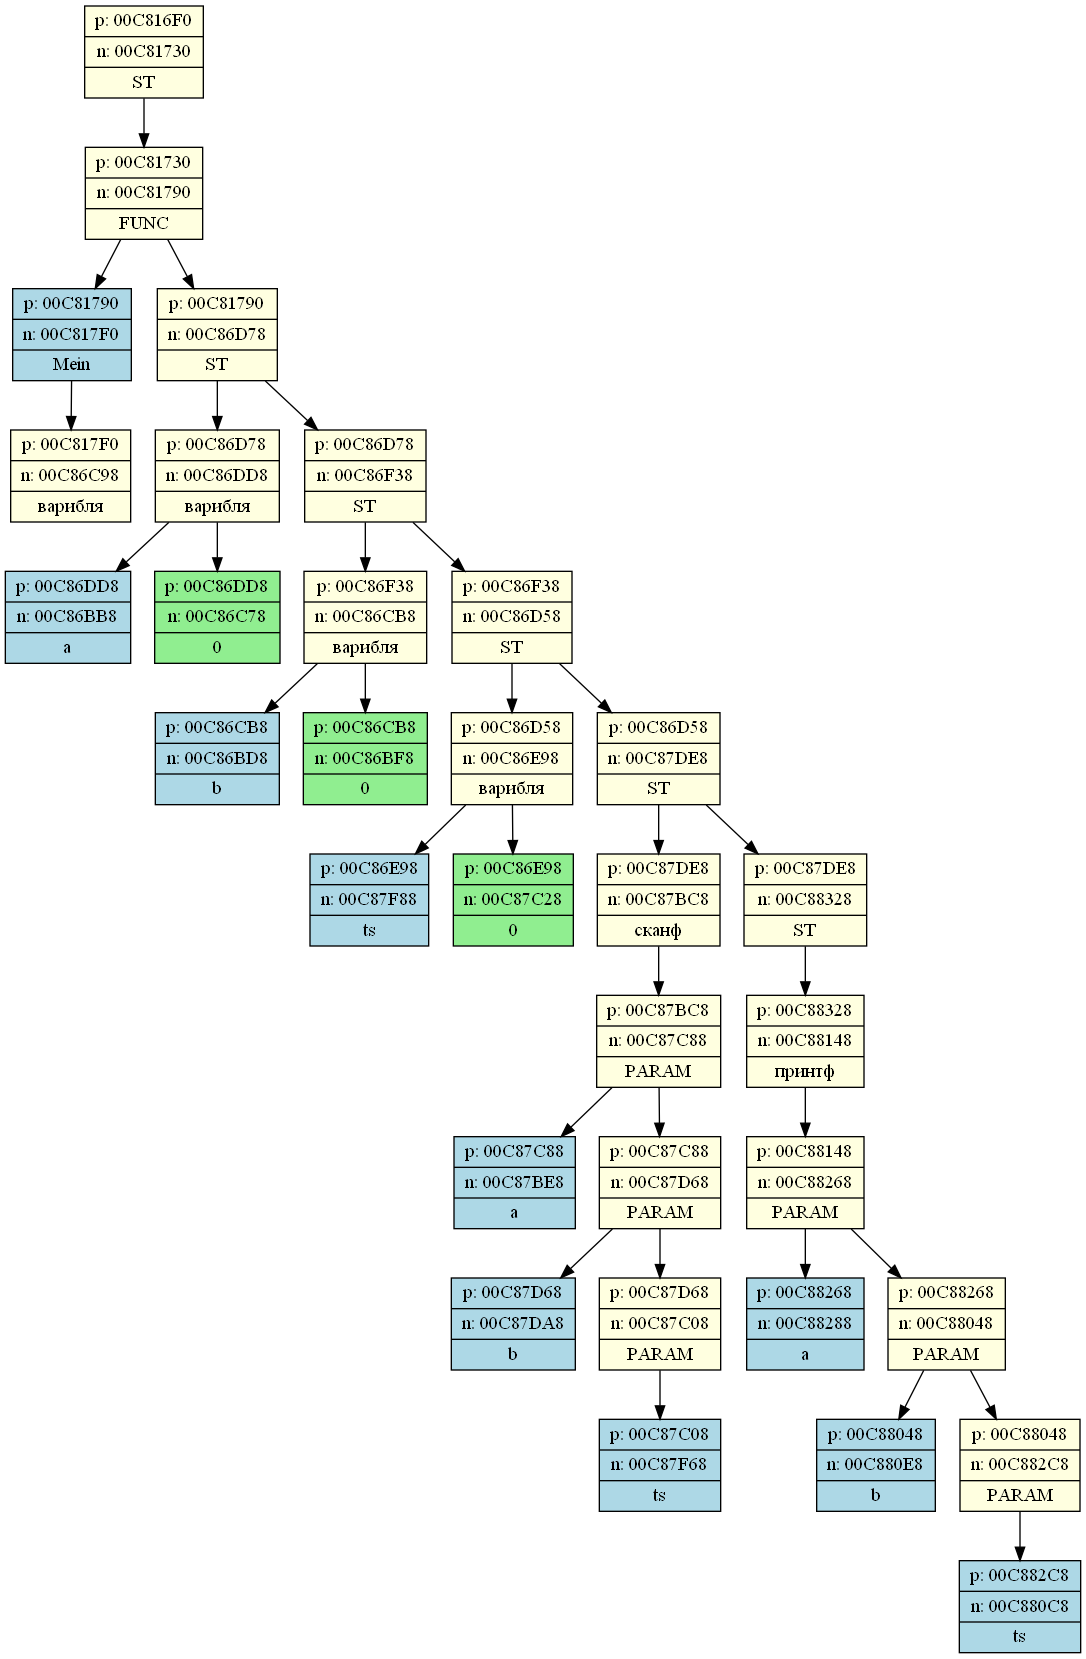 p: 00C816F0
n: 00C81730
ST
p: 00C81730
n: 00C81790
FUNC
p: 00C81790
n: 00C817F0
Mein
p: 00C81790
n: 00C86D78
ST
p: 00C817F0
n: 00C86C98
варибля
p: 00C86D78
n: 00C86DD8
варибля
p: 00C86D78
n: 00C86F38
ST
p: 00C86DD8
n: 00C86BB8
a
p: 00C86DD8
n: 00C86C78
0
p: 00C86F38
n: 00C86CB8
варибля
p: 00C86F38
n: 00C86D58
ST
p: 00C86CB8
n: 00C86BD8
b
p: 00C86CB8
n: 00C86BF8
0
p: 00C86D58
n: 00C86E98
варибля
p: 00C86D58
n: 00C87DE8
ST
p: 00C86E98
n: 00C87F88
ts
p: 00C86E98
n: 00C87C28
0
p: 00C87DE8
n: 00C87BC8
сканф
p: 00C87DE8
n: 00C88328
ST
p: 00C87BC8
n: 00C87C88
PARAM
p: 00C88328
n: 00C88148
принтф
p: 00C87C88
n: 00C87BE8
a
p: 00C87C88
n: 00C87D68
PARAM
p: 00C88148
n: 00C88268
PARAM
p: 00C87D68
n: 00C87DA8
b
p: 00C87D68
n: 00C87C08
PARAM
p: 00C88268
n: 00C88288
a
p: 00C88268
n: 00C88048
PARAM
p: 00C87C08
n: 00C87F68
ts
p: 00C88048
n: 00C880E8
b
p: 00C88048
n: 00C882C8
PARAM
p: 00C882C8
n: 00C880C8
ts